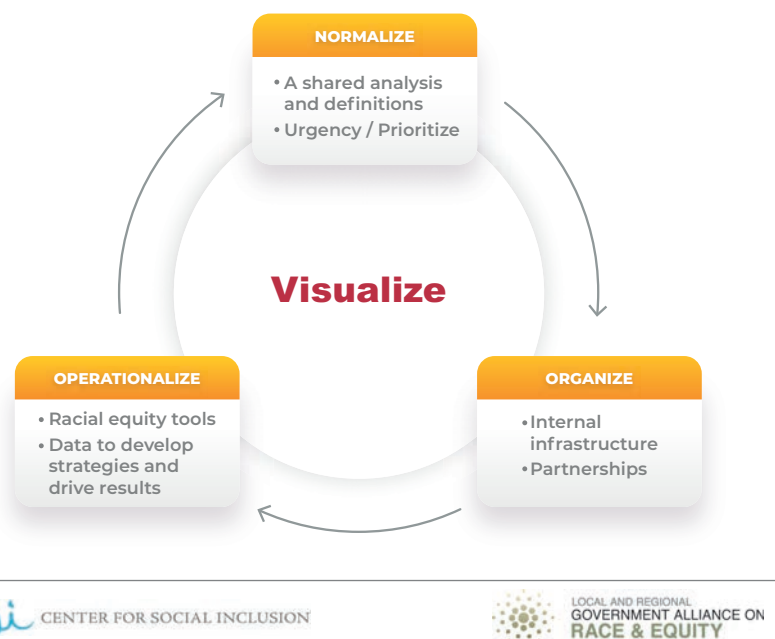 NORMALIZE
• A shared analysis
and definitions
• Urgency / Prioritize
Visualize
OPERATIONALIZE
• Racial equity tools
• Data to develop
strategies and
drive results
ORGANIZE
• Internal
infrastructure
• Partnerships
CENTER FOR SOCIAL INCLUSION
LOCAL AND REGIONAL
GOVERNMENT ALLIANCE ON
RACE & EQUITY